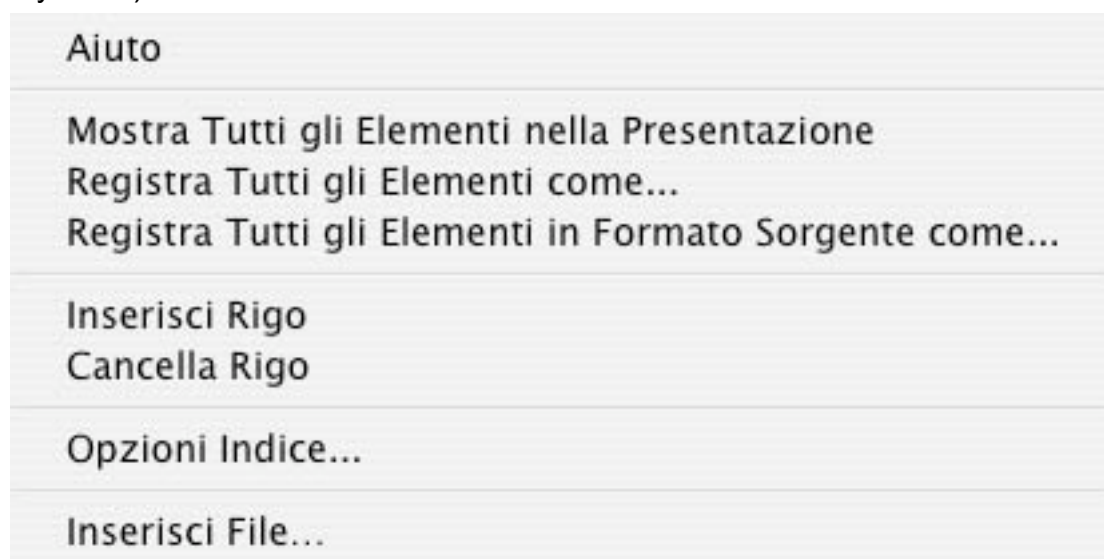 Aiuto
Mostra Tutti gli Elementi nella Presentazione
Registra Tutti gli Elementi come...
Registra Tutti gli Elementi in Formato Sorgente come...
Inserisci Rigo
Cancella Rigo
Opzioni Indice...
Inserisci File...